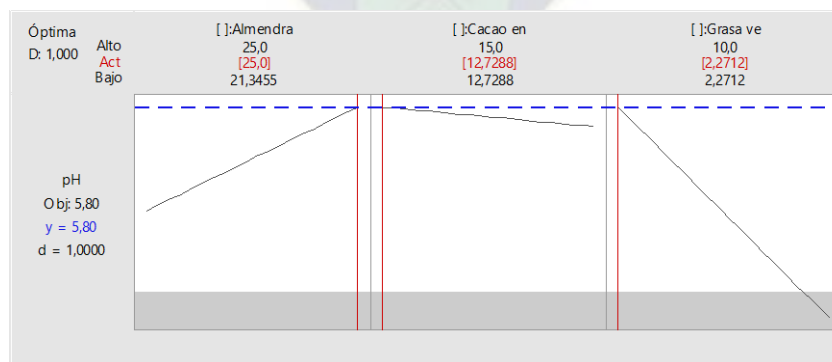 Óptima
D: 1,000
Alto
Act
Bajo
[ ]:Almendra
25,0
[25,0]
21,3455
[ ]:Cacao en
15,0
[12,7288]
12,7288
[ ]:Grasa ve
10,0
[2,2712]
2,2712
pH
Obj: 5,80
y = 5,80
d = 1,0000